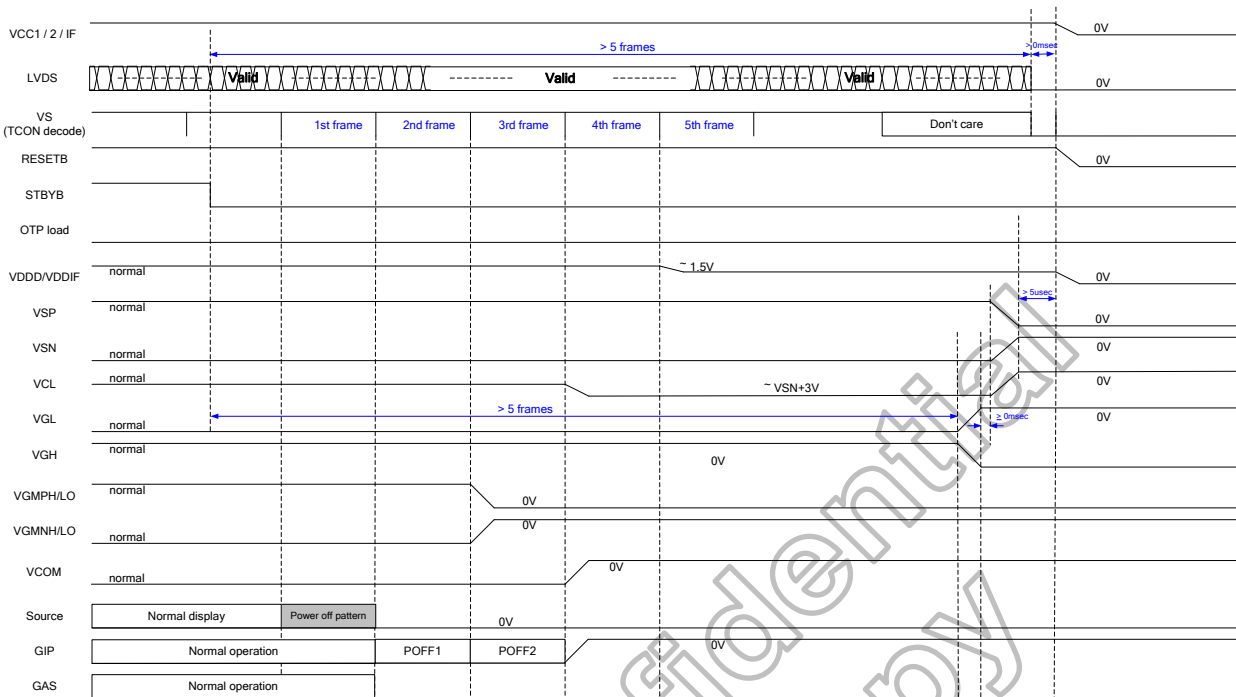 VCC1 / 2 / IF
0V
> 5 frames
> 0msec
LVDS
Valid
Valid
Valid
0V
VS
(TCON decode)
1st frame
2nd frame
3rd frame
4th frame
5th frame
Don't care
RESETB
0V
STBYB
OTP load
VDDD/VDDIF
normal
~ 1.5V
0V
> 5usec
VSP
normal
0V
VSN
normal
0V
VCL
normal
~ VSN+3V
0V
> 5 frames
VGL
normal
≥ 0msec
0V
VGH
normal
0V
VGMPH/LO
normal
0V
VGMNH/LO
normal
0V
VCOM
normal
0V
Source
Normal display
Power off pattern
0V
GIP
Normal operation
POFF1
POFF2
0V
GAS
Normal operation